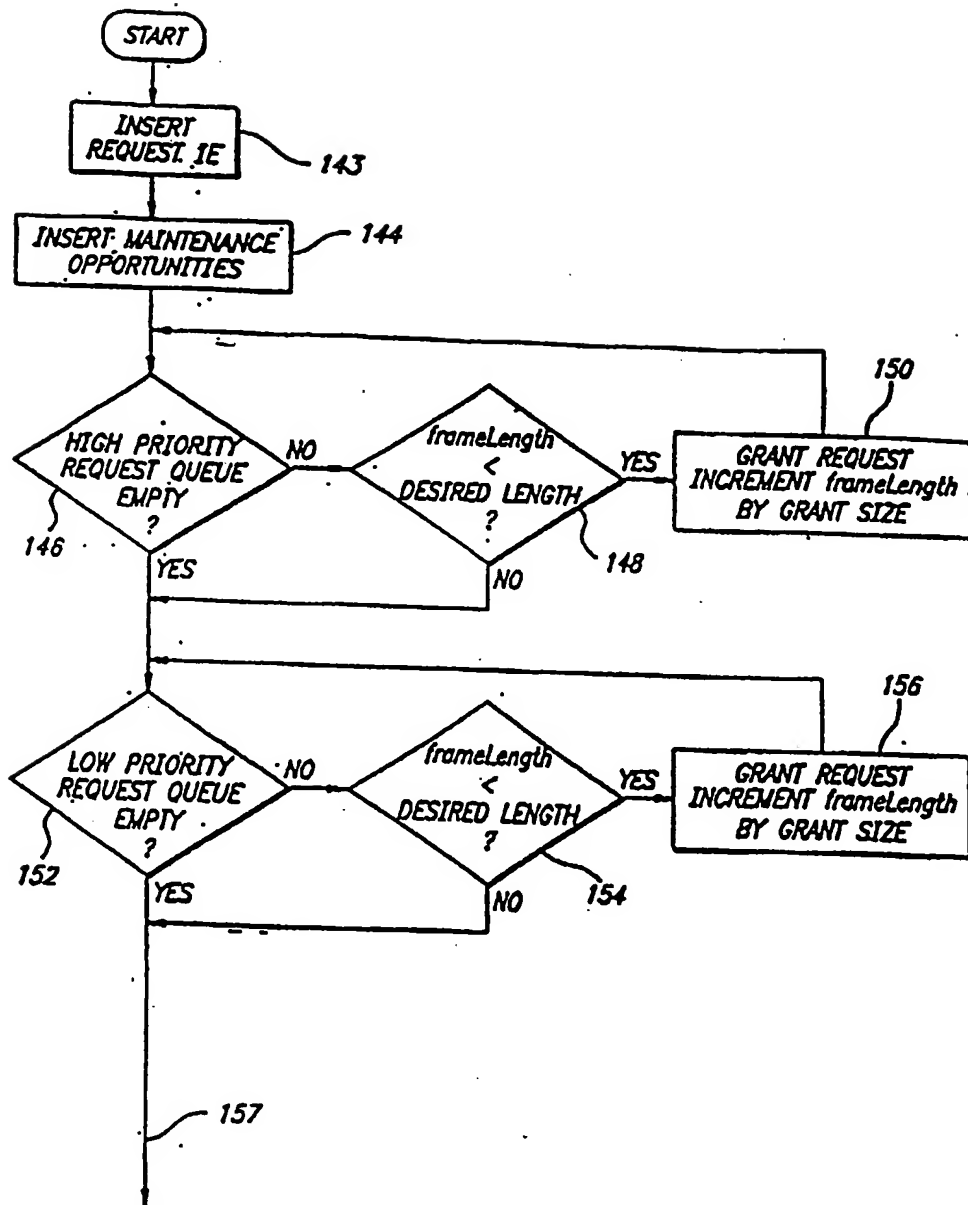 START
INSERT
REQUEST IE
143
INSERT MAINTENANCE
OPPORTUNITIES
144
HIGH PRIORITY
REQUEST QUEUE
EMPTY
?
146
NO
YES
frameLength
<
DESIRED LENGTH
?
148
YES
NO
150
GRANT REQUEST
INCREMENT frameLength
BY GRANT SIZE
LOW PRIORITY
REQUEST QUEUE
EMPTY
?
152
NO
YES
frameLength
<
DESIRED LENGTH
?
154
YES
NO
156
GRANT REQUEST
INCREMENT frameLength
BY GRANT SIZE
157